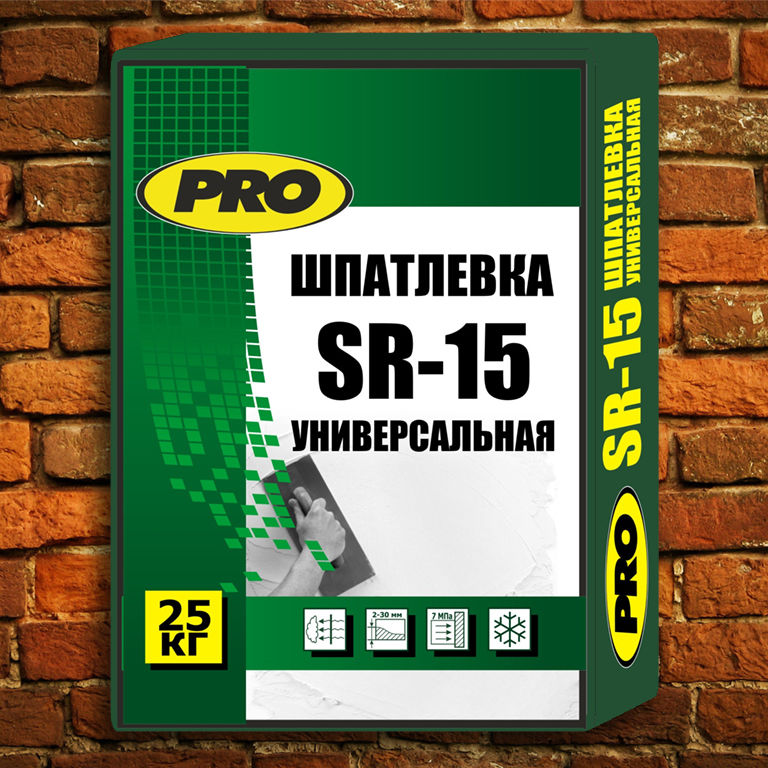 PRO
ШПАТЛЕВКА
SR-15
УНИВЕРСАЛЬНАЯ
25
КГ
2-30 мм
7 МПа
PRO
SR-15
ШПАТЛЕВКА
УНИВЕРСАЛЬНАЯ